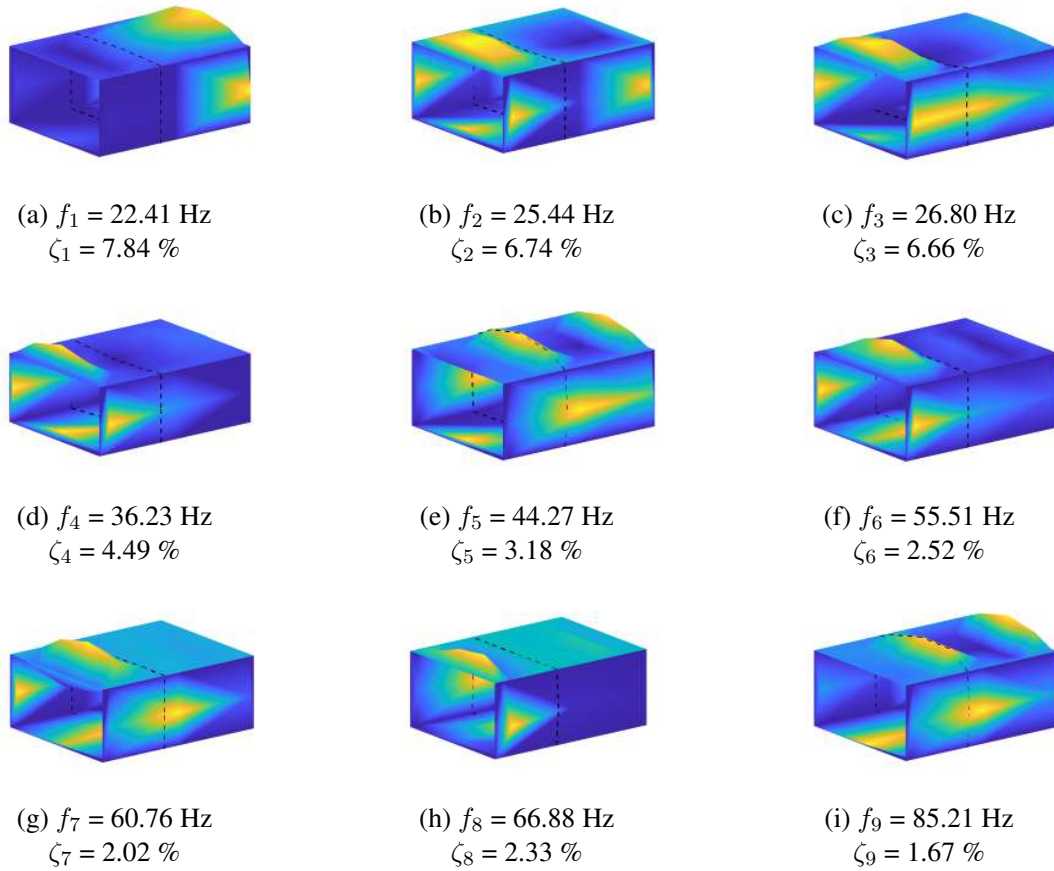 (a) f₁ = 22.41 Hz
ζ₁ = 7.84 %
(b) f₂ = 25.44 Hz
ζ₂ = 6.74 %
(c) f₃ = 26.80 Hz
ζ₃ = 6.66 %
(d) f₄ = 36.23 Hz
ζ₄ = 4.49 %
(e) f₅ = 44.27 Hz
ζ₅ = 3.18 %
(f) f₆ = 55.51 Hz
ζ₆ = 2.52 %
(g) f₇ = 60.76 Hz
ζ₇ = 2.02 %
(h) f₈ = 66.88 Hz
ζ₈ = 2.33 %
(i) f₉ = 85.21 Hz
ζ₉ = 1.67 %